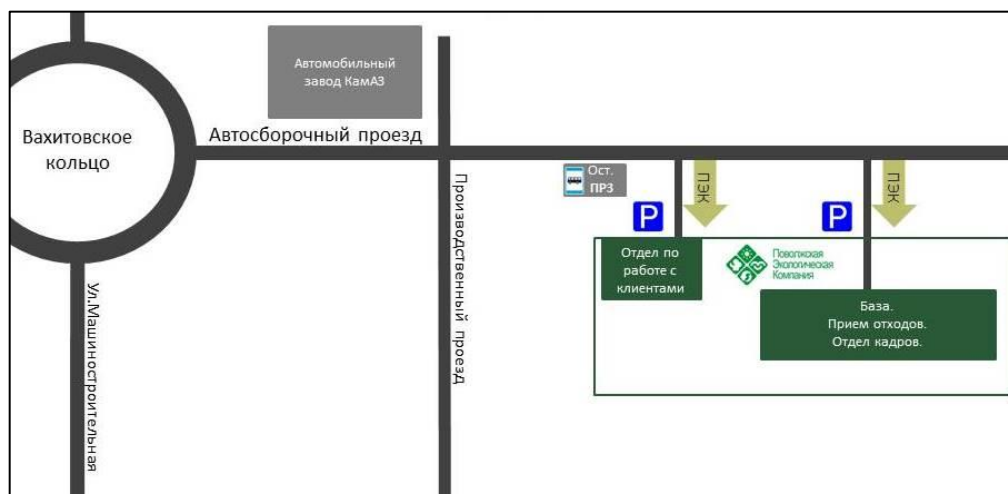 Автомобильный
завод КамАЗ
Вахитовское
кольцо
Автосборочный проезд
Ост.
ПРЗ
ПЭК
ПЭК
P
P
Производственный проезд
Отдел по
работе с
клиентами
Поволжская
Экологическая
Компания
База.
Прием отходов.
Отдел кадров.
Ул.Машиностроительная